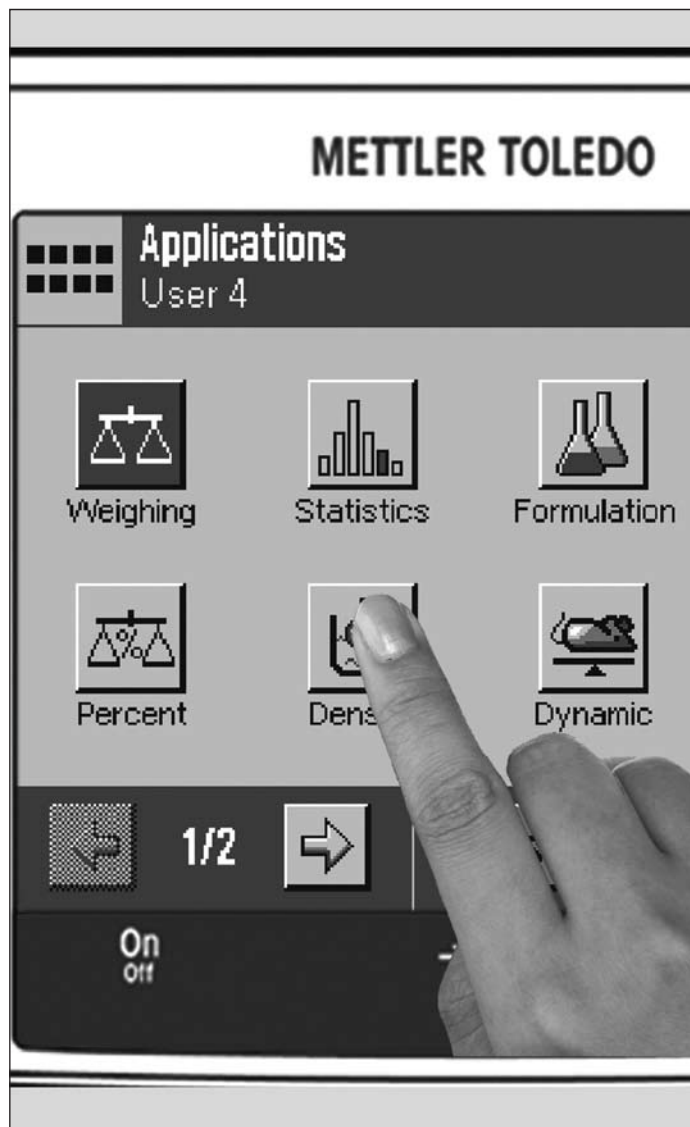 METTLER TOLEDO
Applications
User 4
Weighing
Statistics
Formulation
Percent
Dynamic
1/2
On
Off